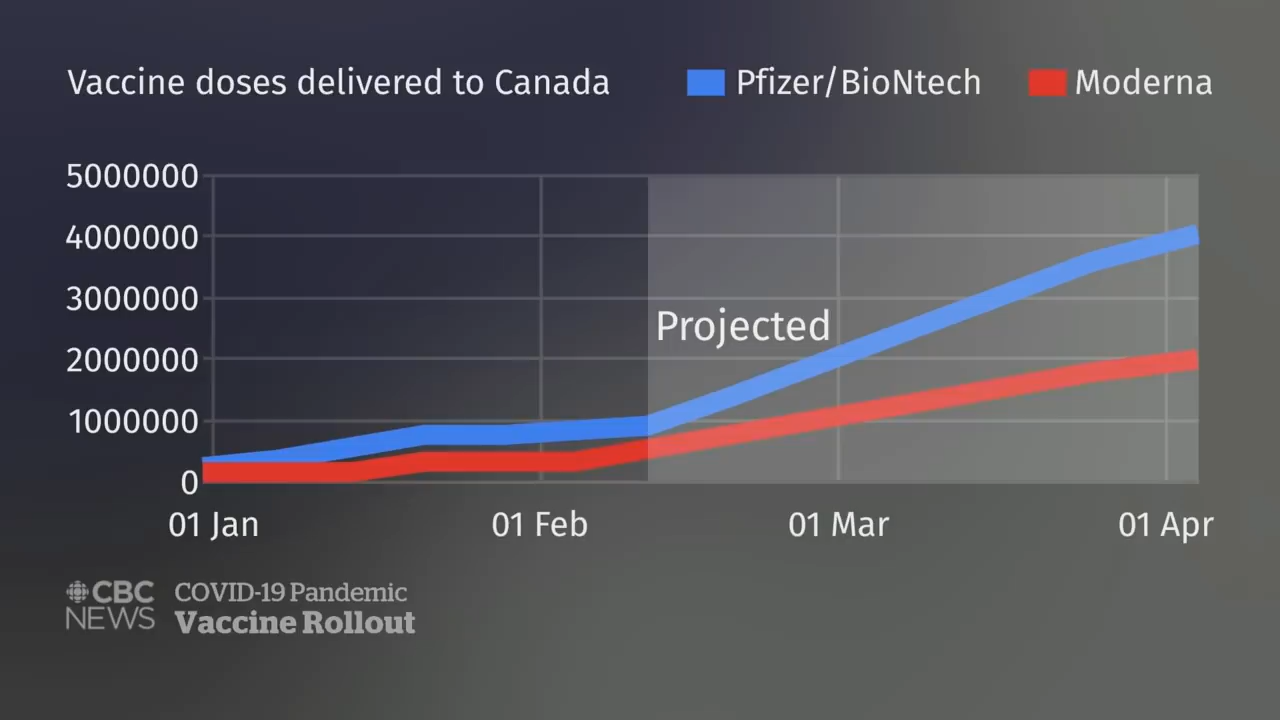 Vaccine doses delivered to Canada
Pfizer/BioNtech
Moderna
5000000
4000000
3000000
2000000
1000000
0
Projected
01 Jan
01 Feb
01 Mar
01 Apr
CBC
NEWS
COVID-19 Pandemic
Vaccine Rollout